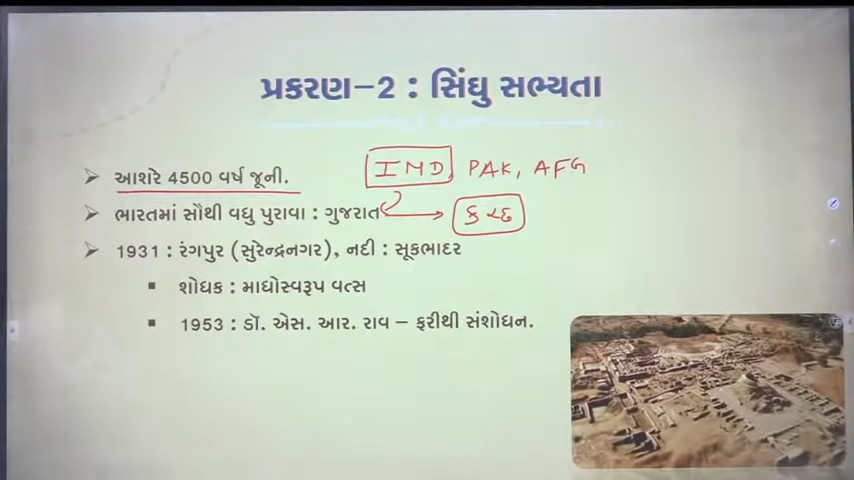 પ્રકરણ-2 : સિંધુ સભ્યતા
➢ આશરે 4500 વર્ષ જૂની.
IND, PAK, AFG
➢ ભારતમાં સૌથી વધુ પુરાવા : ગુજરાત
➢ 1931 : રંગપુર (સુરેન્દ્રનગર), નદી : સૂકભાદર
▪ શોધક : માધોસ્વરૂપ વત્સ
▪ 1953 : ડૉ. એસ. આર. રાવ – ફરીથી સંશોધન.